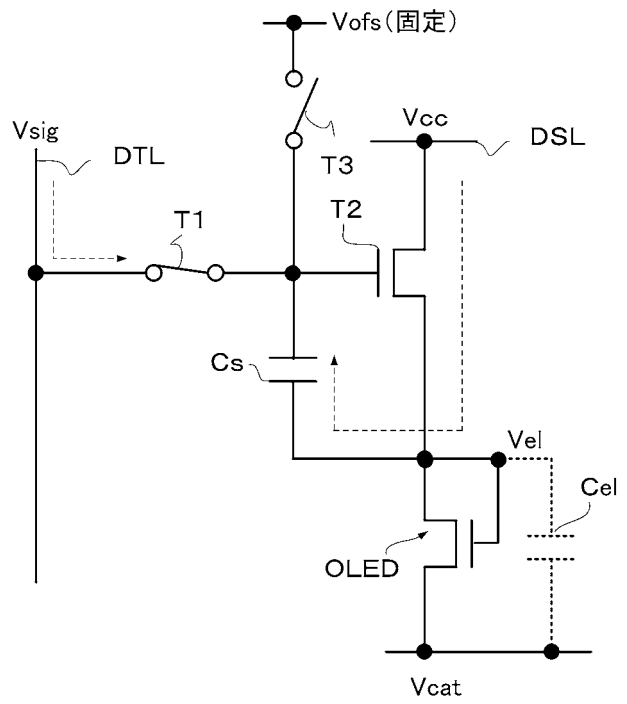 Vofs(固定)
Vsig
DTL
Vcc
DSL
T3
T1
T2
Cs
Vel
Cel
OLED
Vcat